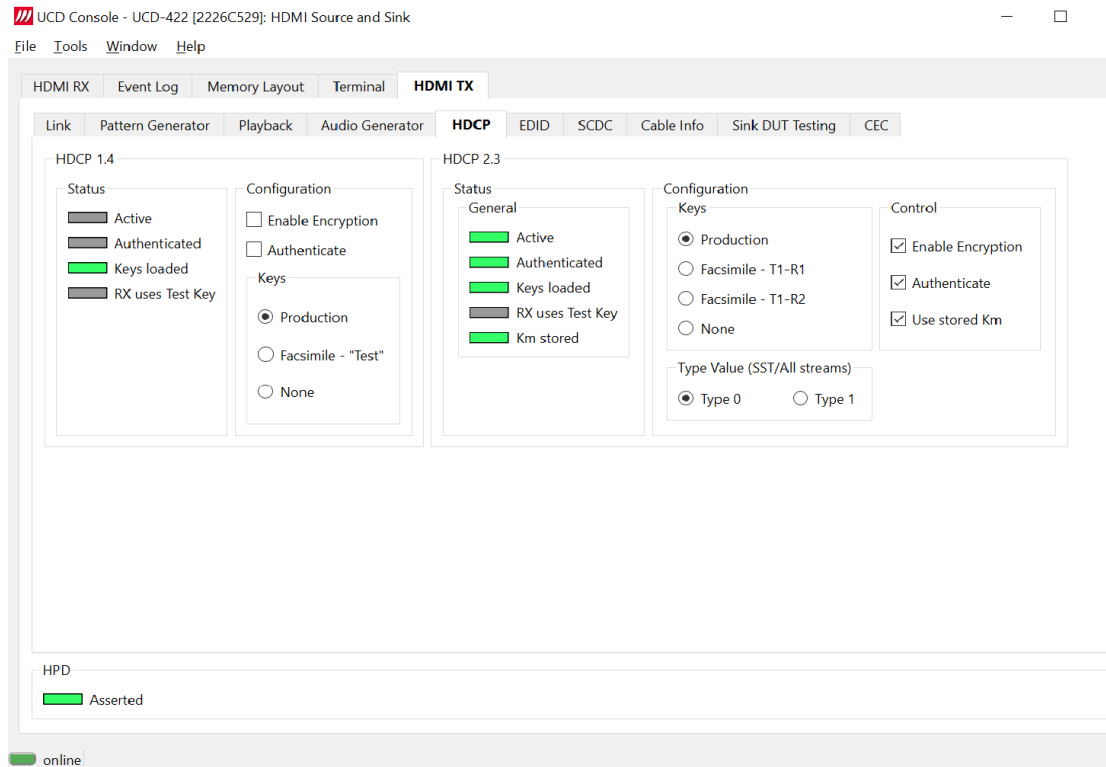 UCD Console - UCD-422 [2226C529]: HDMI Source and Sink
File Tools Window Help
HDMI RX Event Log Memory Layout Terminal HDMI TX
Link Pattern Generator Playback Audio Generator HDCP EDID SCDC Cable Info Sink DUT Testing CEC
HDCP 1.4
Status
Active
Authenticated
Keys loaded
RX uses Test Key
Configuration
Enable Encryption
Authenticate
Keys
Production
Facsimile - "Test"
None
HDCP 2.3
Status
General
Active
Authenticated
Keys loaded
RX uses Test Key
Km stored
Configuration
Keys
Production
Facsimile - T1-R1
Facsimile - T1-R2
None
Control
Enable Encryption
Authenticate
Use stored Km
Type Value (SST/All streams)
Type 0 Type 1
HPD
Asserted
online